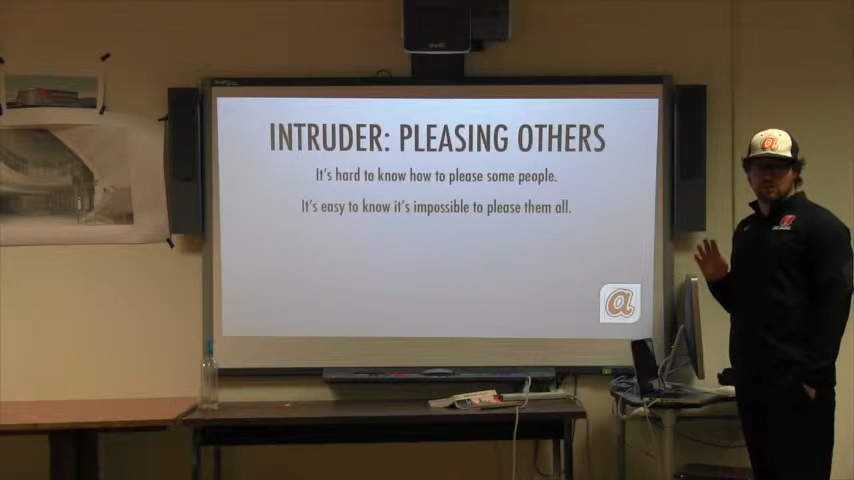 INTRUDER: PLEASING OTHERS
It's hard to know how to please some people.
It's easy to know it's impossible to please them all.
a
a